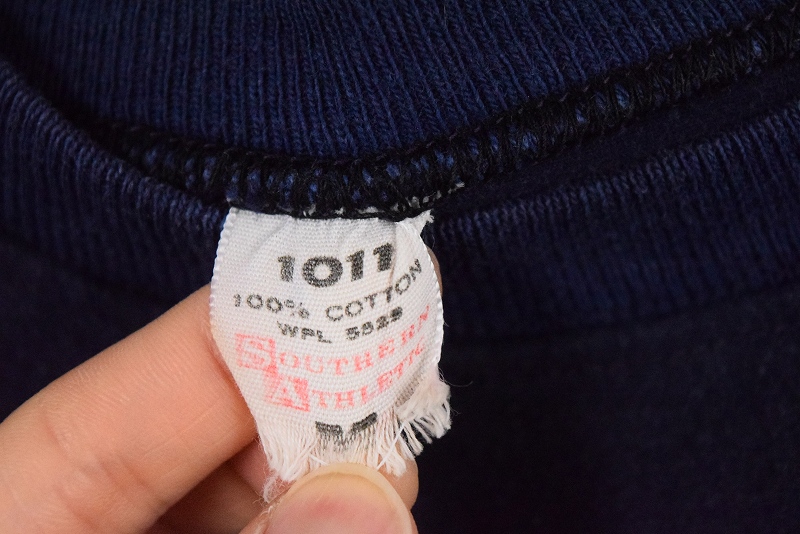 1011
100% COTTON
WPL 5829
SOUTHERN
ATHLETIC